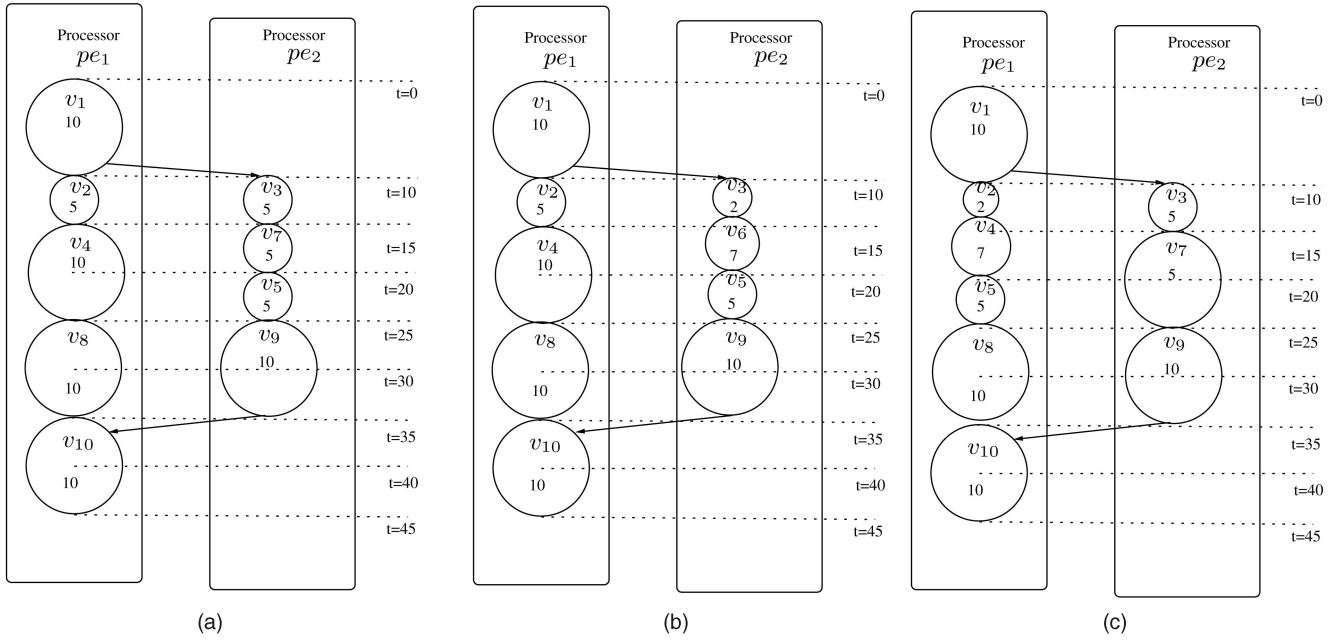 Processor
pe1
Processor
pe2
t=0
v1
10
v2
5
v3
5
t=10
v4
10
v7
5
t=15
v5
5
t=20
v8
10
v9
10
t=25
t=30
v10
10
t=35
t=40
t=45
(a)
Processor
pe1
Processor
pe2
t=0
v1
10
v2
5
v3
2
t=10
v4
10
v6
7
t=15
v5
5
t=20
v8
10
v9
10
t=25
t=30
v10
10
t=35
t=40
t=45
(b)
Processor
pe1
Processor
pe2
t=0
v1
10
v2
2
v3
5
t=10
v4
7
v7
5
t=15
v5
5
t=20
v8
10
v9
10
t=25
t=30
v10
10
t=35
t=40
t=45
(c)